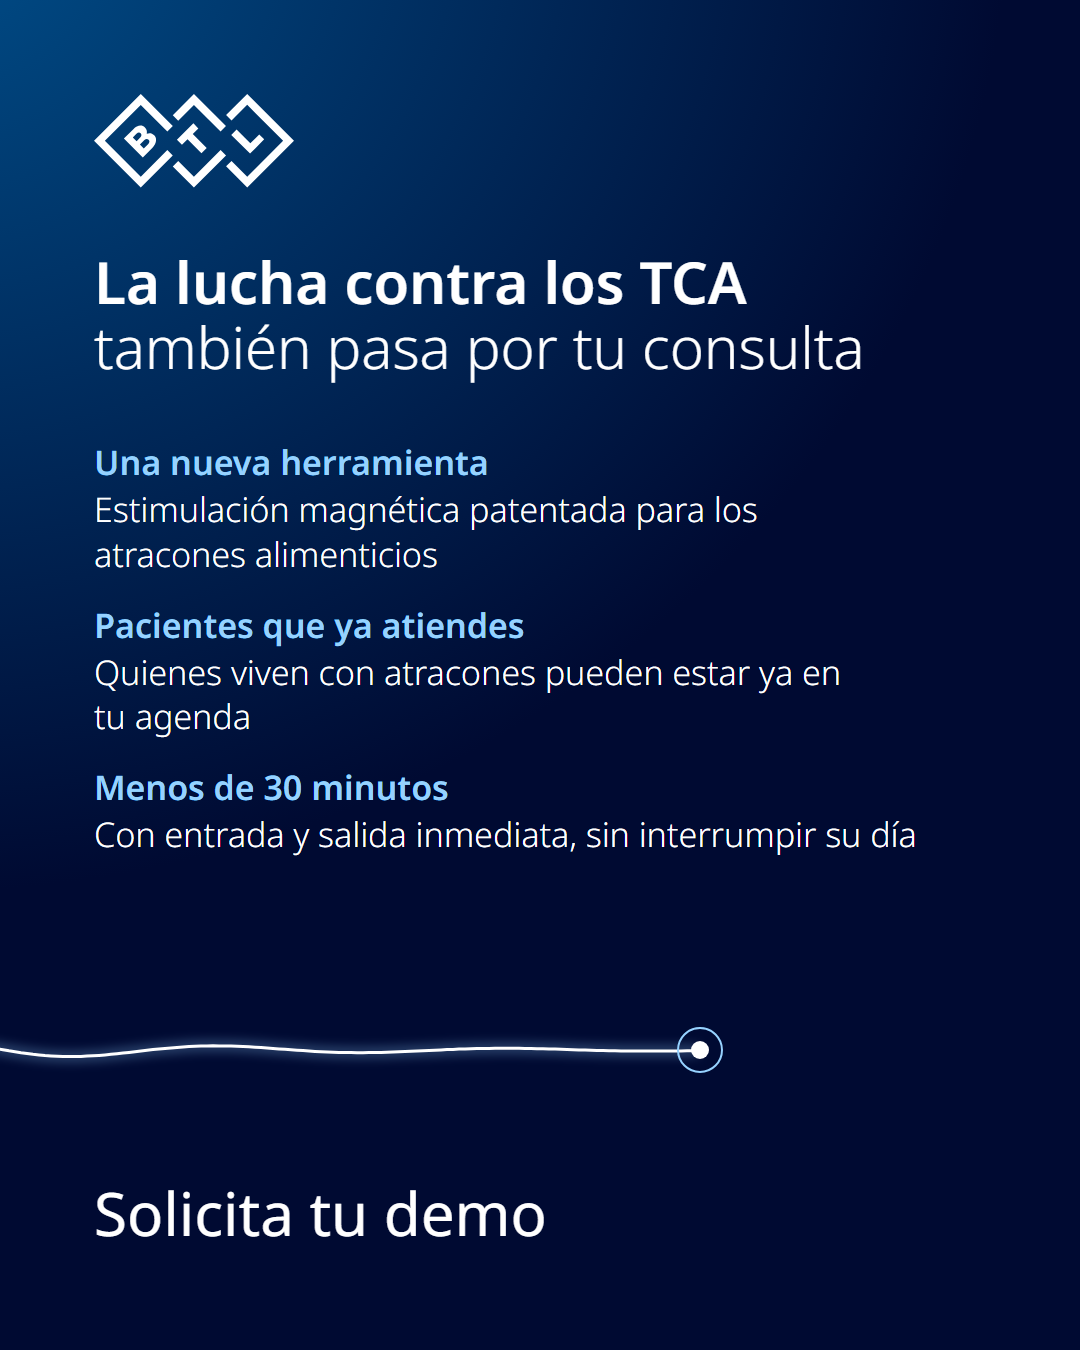 BTL
La lucha contra los TCA
también pasa por tu consulta
Una nueva herramienta
Estimulación magnética patentada para los
atracones alimenticios
Pacientes que ya atiendes
Quienes viven con atracones pueden estar ya en
tu agenda
Menos de 30 minutos
Con entrada y salida inmediata, sin interrumpir su día
Solicita tu demo